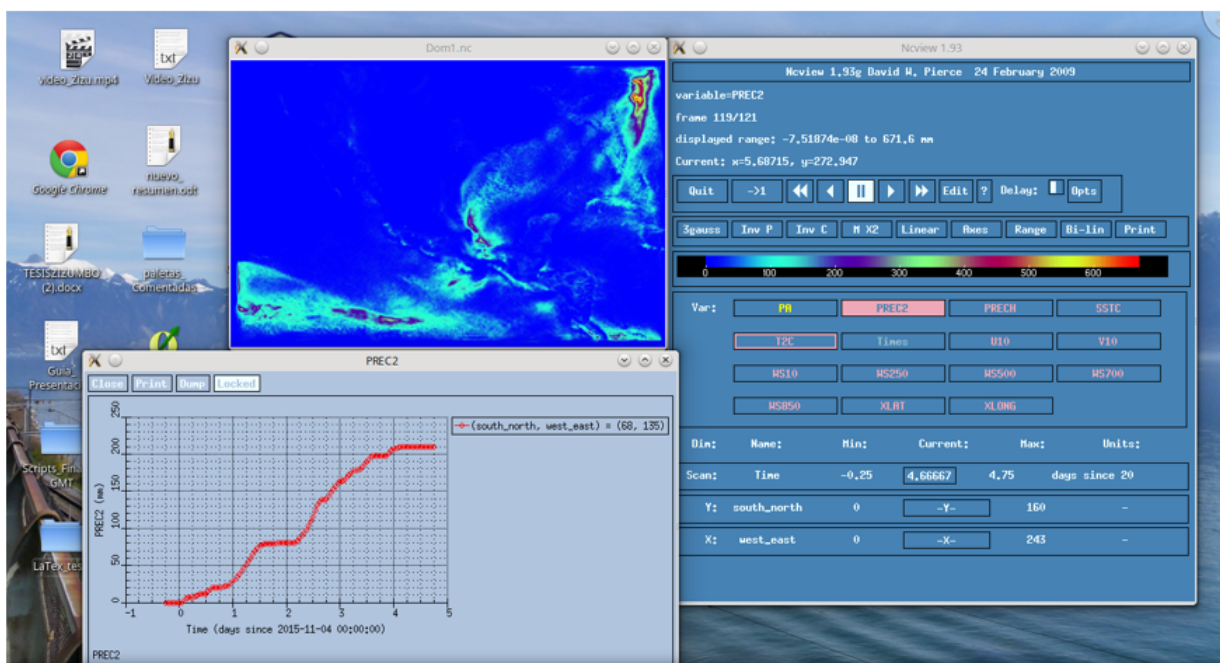 video_Zizu.mp4
txt
Video_Zizu
Google Chrome
nuevo_
resumen.odt
TESISZIZUMBO
(2).docx
paletas
Comentadas
txt
Guia_
Presentaci
Scripts_Fina
GMT
LaTex_tes
Dom1.nc
Ncview 1.93
Ncview 1.93g David W. Pierce 24 February 2009
variable=PREC2
frame 119/121
displayed range: -7.51874e-08 to 671.6 mm
Current: x=5.68715, y=272.947
Quit ->1 Edit ? Delay: Opts
3gauss Inv P Inv C M X2 Linear Axes Range Bi-lin Print
0 100 200 300 400 500 600
Var: PA PREC2 PRECH SSTC
T2C Times U10 V10
WS10 WS250 WS500 WS700
WS850 XLAT XLONG
Dim: Name: Min: Current: Max: Units:
Scan: Time -0.25 4.66667 4.75 days since 20
Y: south_north 0 -Y- 160 -
X: west_east 0 -X- 243 -
PREC2
Close Print Dump Locked
(south_north, west_east) = (68, 135)
250
200
150
100
50
0
PREC2 (mm)
-1 0 1 2 3 4 5
Time (days since 2015-11-04 00:00:00)
PREC2